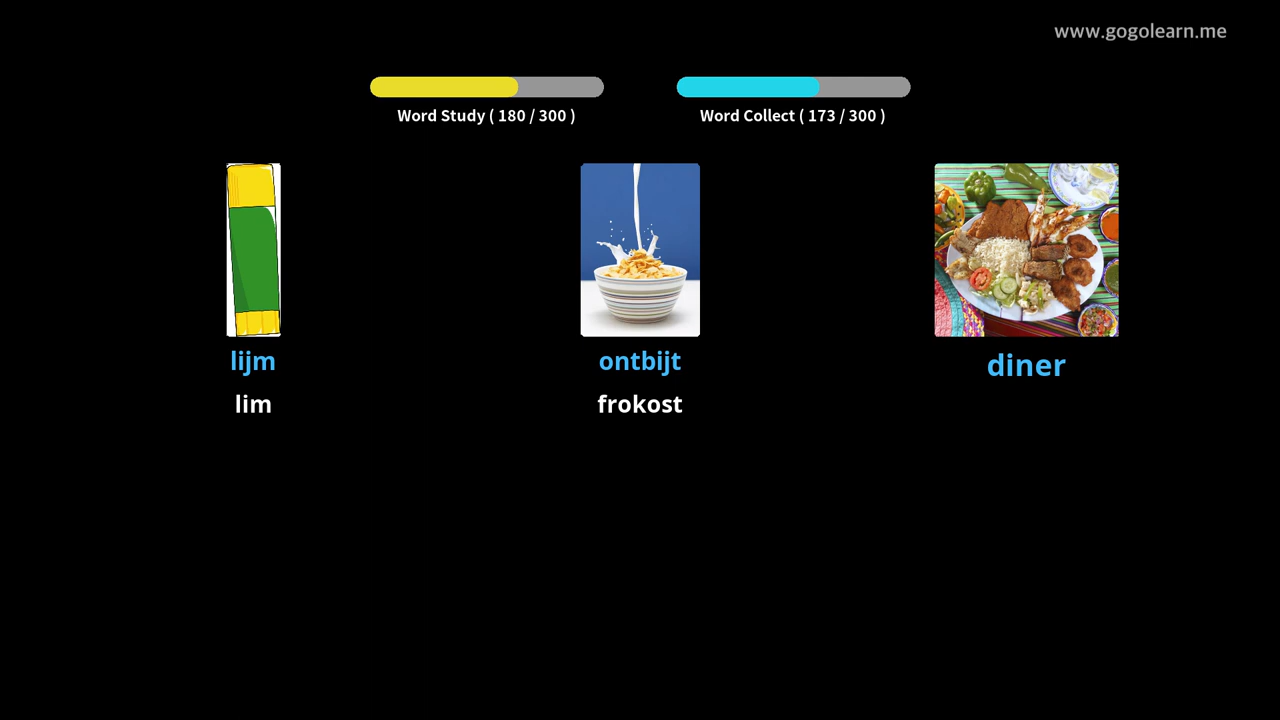 www.gogolearn.me
Word Study ( 180 / 300 )
Word Collect ( 173 / 300 )
lijm
ontbijt
diner
lim
frokost